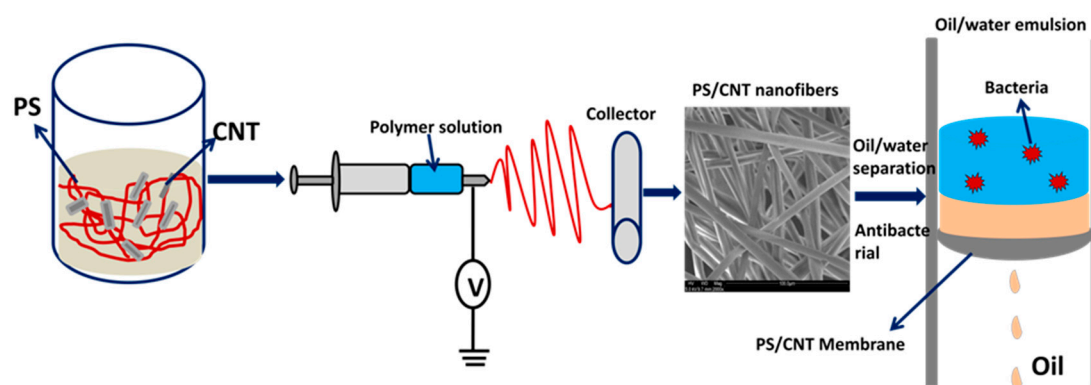 PS
CNT
Polymer solution
V
Collector
PS/CNT nanofibers
Oil/water
separation
Antibacte
rial
Oil/water emulsion
Bacteria
PS/CNT Membrane
Oil